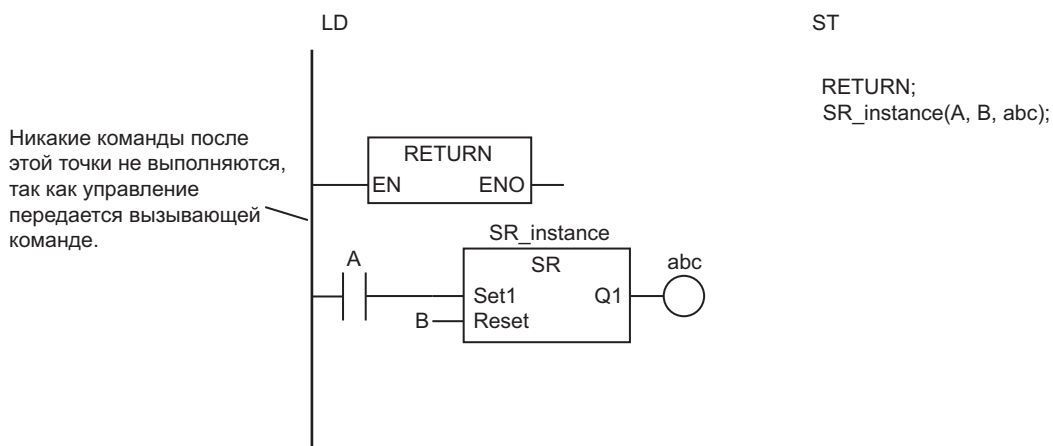 LD
ST
RETURN;
SR_instance(A, B, abc);
Никакие команды после
этой точки не выполняются,
так как управление
передается вызывающей
команде.
RETURN
EN ENO
SR_instance
A
SR
abc
Set1 Q1
B Reset